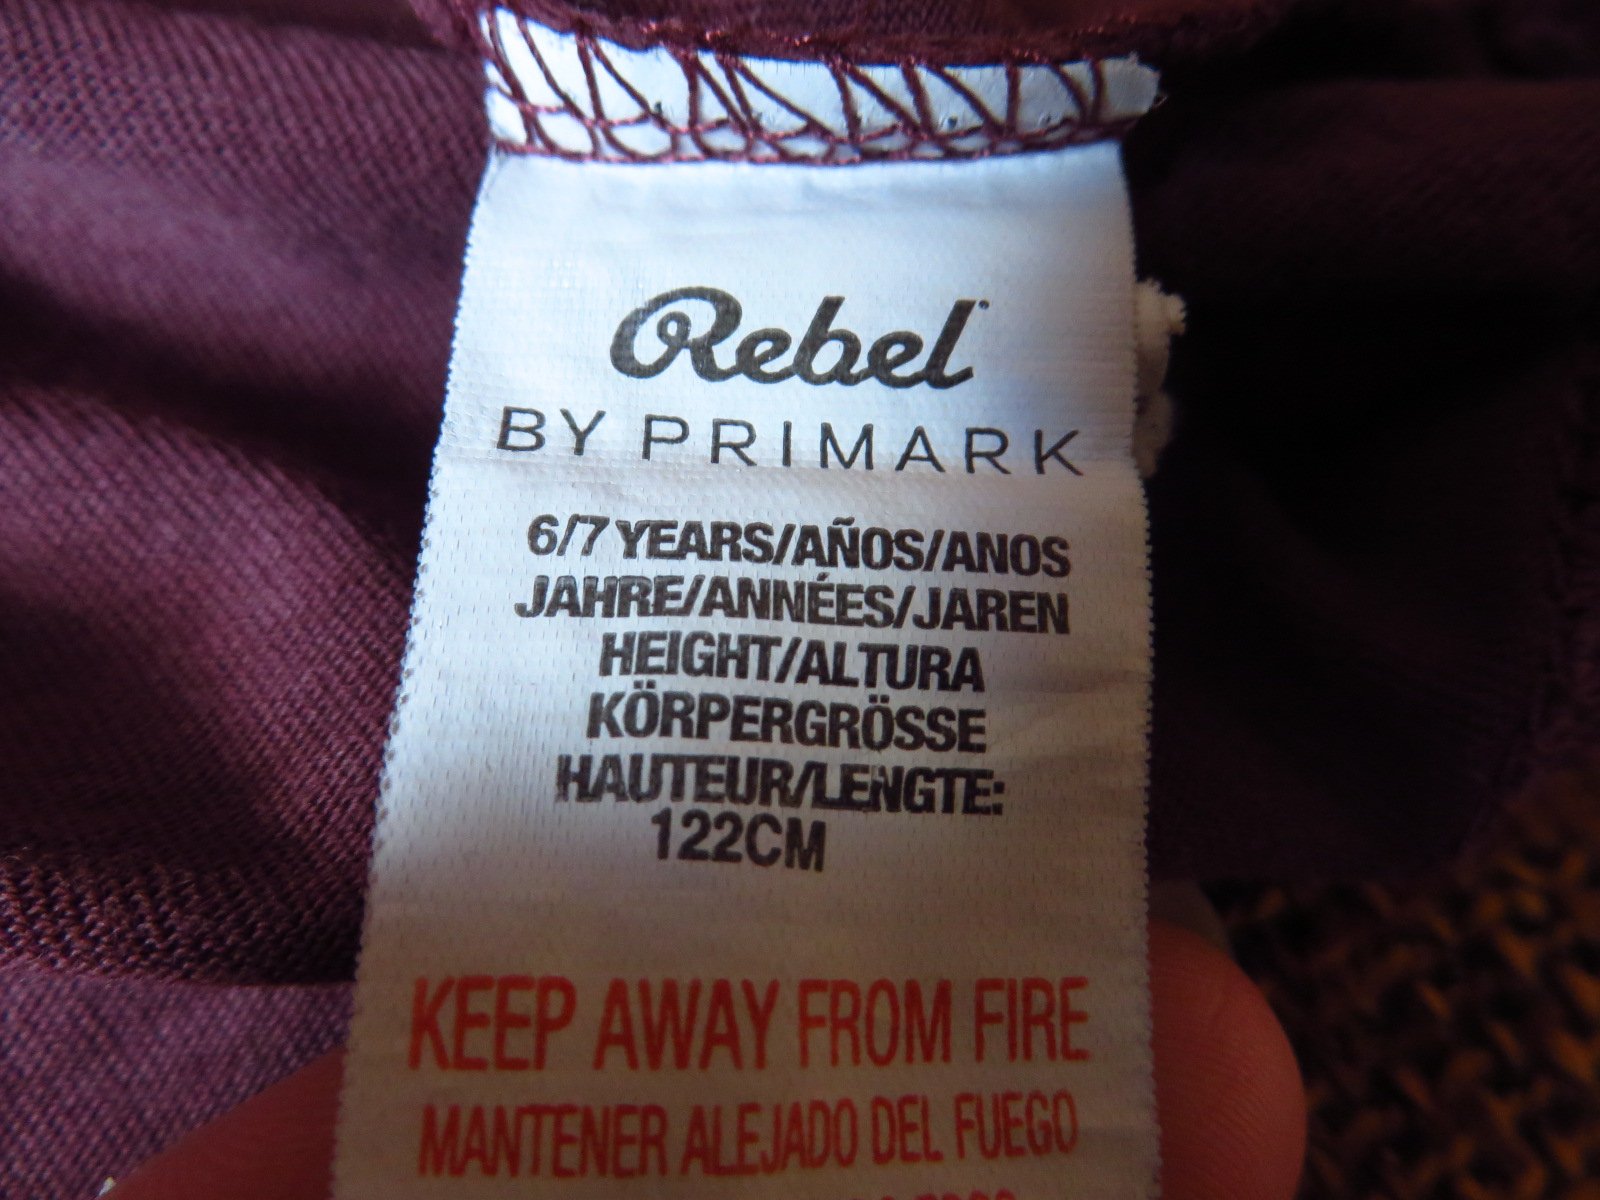 Rebel
BY PRIMARK
6/7 YEARS/AÑOS/ANOS
JAHRE/ANNÉES/JAREN
HEIGHT/ALTURA
KÖRPERGRÖSSE
HAUTEUR/LENGTE:
122CM
KEEP AWAY FROM FIRE
MANTENER ALEJADO DEL FUEGO